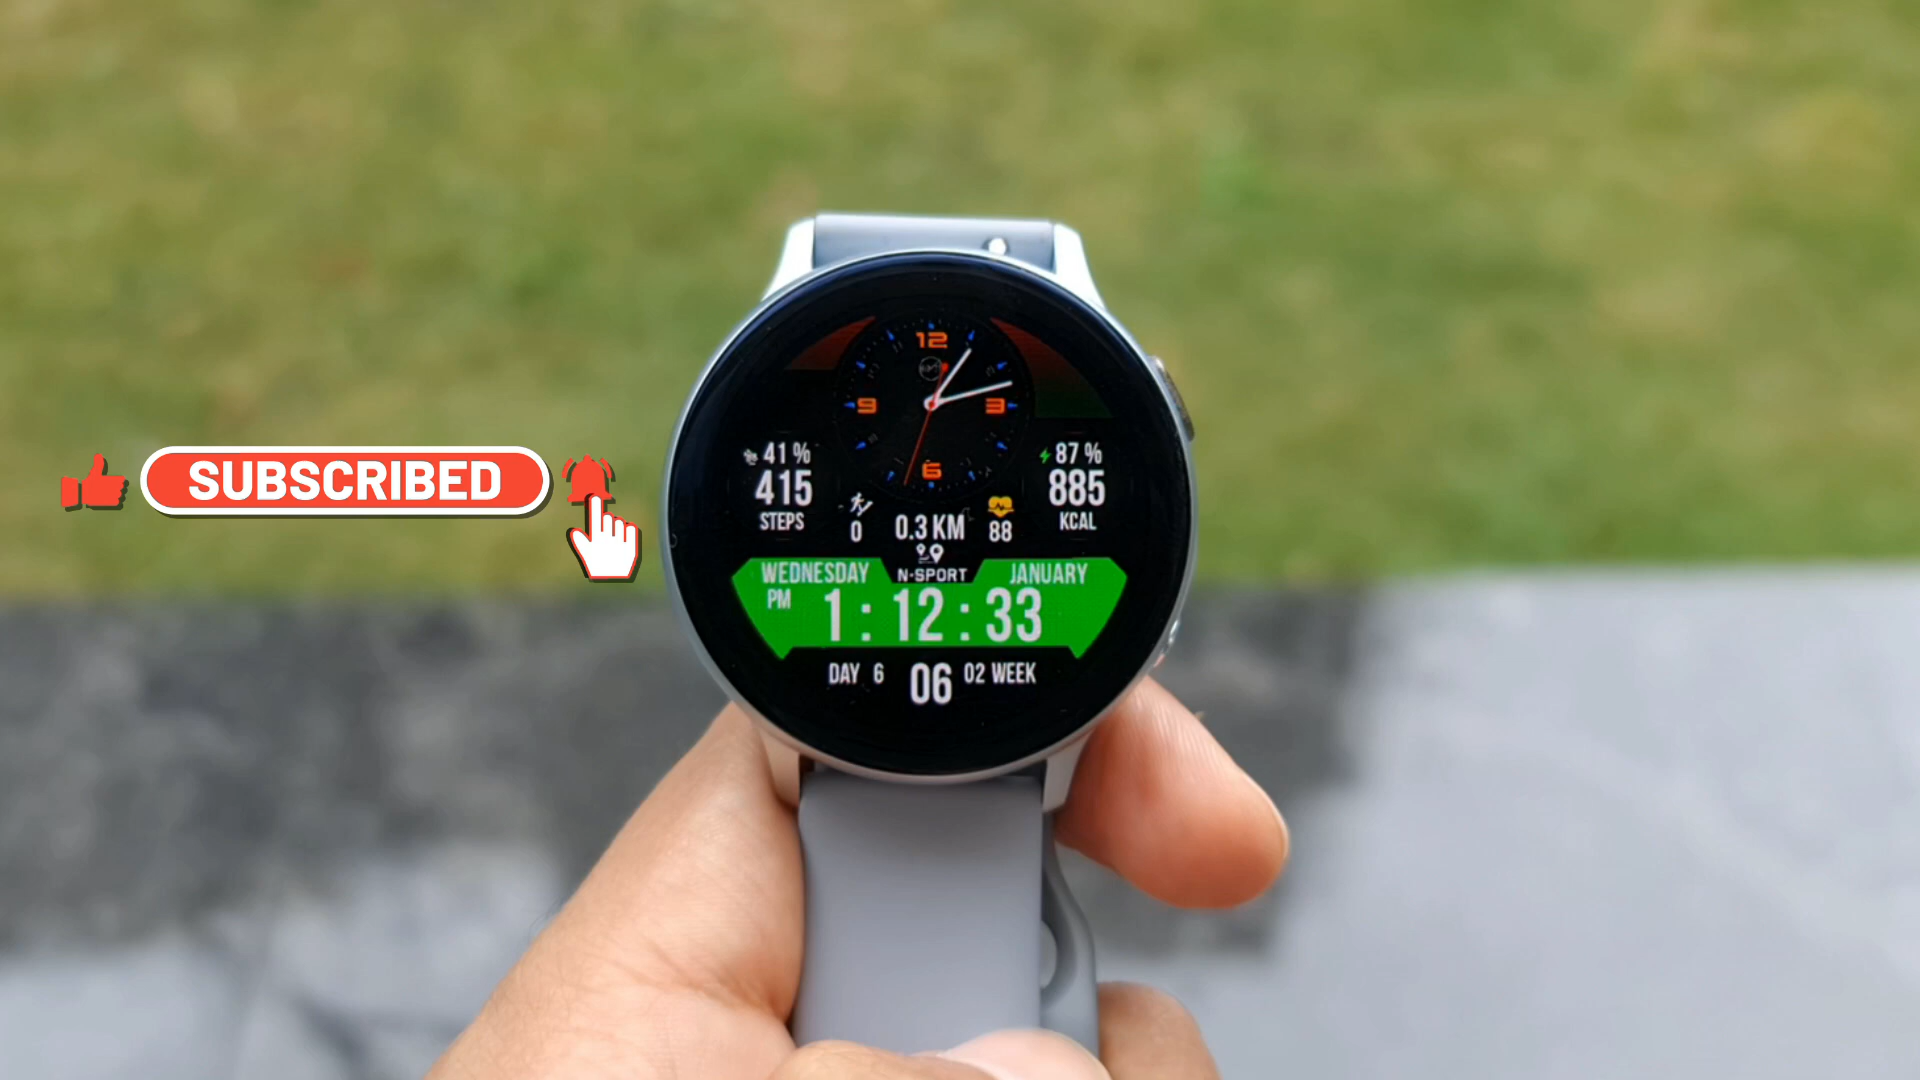 SUBSCRIBED
12
9
3
6
41 %
415
STEPS
87 %
885
KCAL
0
0.3 KM
88
WEDNESDAY
N-SPORT
JANUARY
PM
1 : 12 : 33
DAY 6
06
02 WEEK